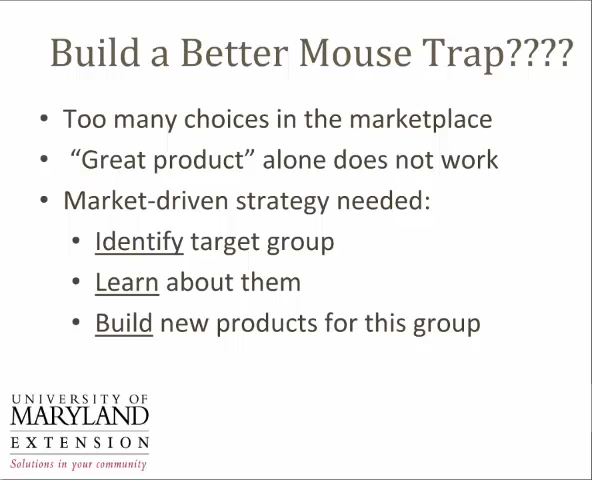 Build a Better Mouse Trap????
• Too many choices in the marketplace
• “Great product” alone does not work
• Market-driven strategy needed:
• Identify target group
• Learn about them
• Build new products for this group
UNIVERSITY OF
MARYLAND
EXTENSION
Solutions in your community